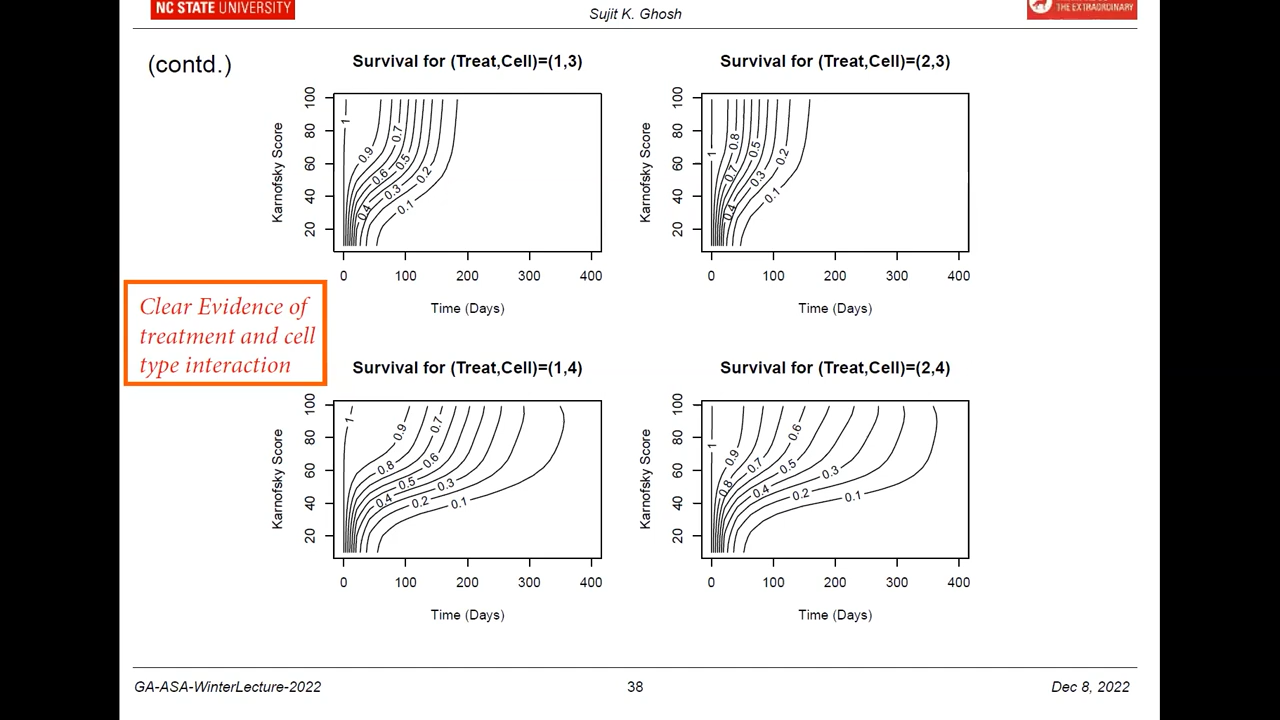 NC STATE UNIVERSITY
Sujit K. Ghosh
THE EXTRAORDINARY
(contd.)
Survival for (Treat,Cell)=(1,3)
Karnofsky Score
100
80
60
40
20
1
0.9
0.7
0.6
0.5
0.4
0.3
0.2
0.1
0 100 200 300 400
Time (Days)
Survival for (Treat,Cell)=(2,3)
Karnofsky Score
100
80
60
40
20
1
0.8
0.7
0.5
0.4
0.3
0.2
0.1
0 100 200 300 400
Time (Days)
Clear Evidence of
treatment and cell
type interaction
Survival for (Treat,Cell)=(1,4)
Karnofsky Score
100
80
60
40
20
1
0.9
0.8
0.7
0.6
0.5
0.4
0.3
0.2
0.1
0 100 200 300 400
Time (Days)
Survival for (Treat,Cell)=(2,4)
Karnofsky Score
100
80
60
40
20
1
0.9
0.8
0.7
0.6
0.5
0.4
0.3
0.2
0.1
0 100 200 300 400
Time (Days)
GA-ASA-WinterLecture-2022
38
Dec 8, 2022